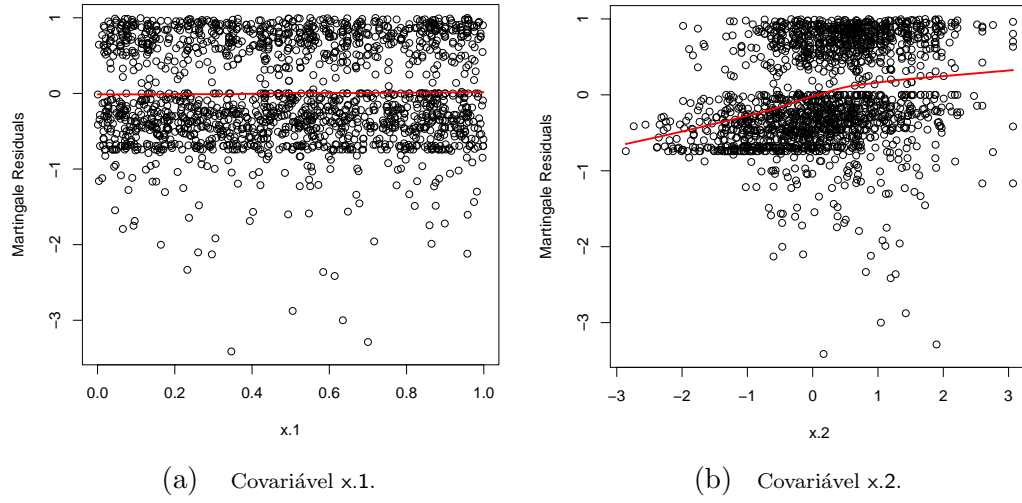 1
0
−1
−2
−3
Martingale Residuals
0.0 0.2 0.4 0.6 0.8 1.0
x.1
(a) Covariável x.1.
1
0
−1
−2
−3
Martingale Residuals
−3 −2 −1 0 1 2 3
x.2
(b) Covariável x.2.